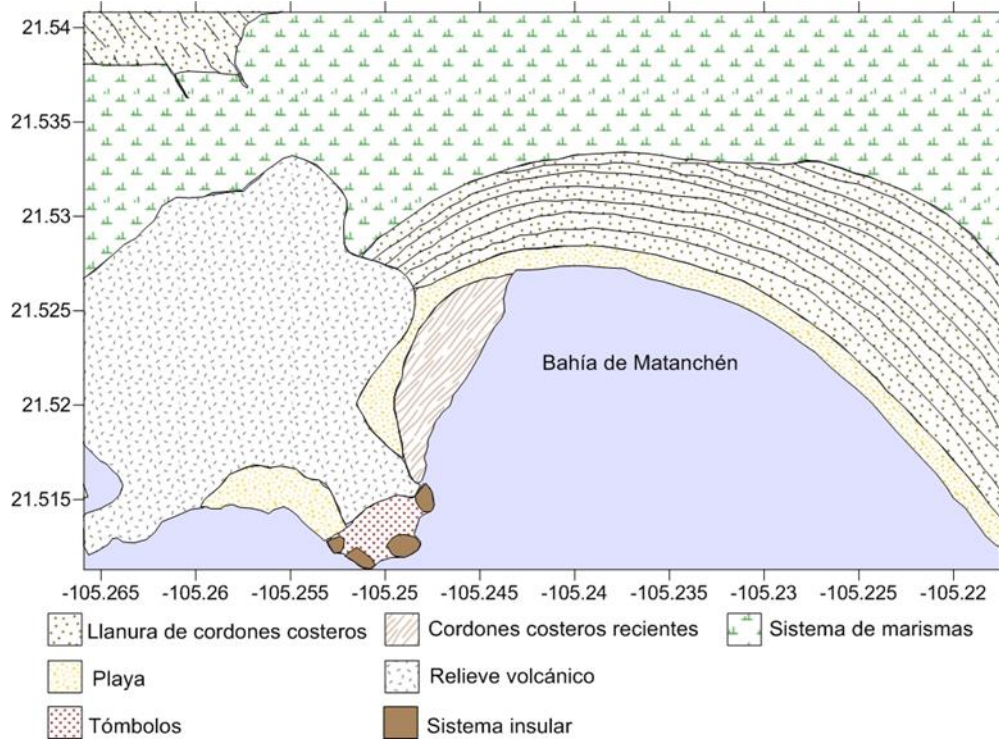 21.54
21.535
21.53
21.525
21.52
21.515
Bahía de Matanchén
-105.265 -105.26 -105.255 -105.25 -105.245 -105.24 -105.235 -105.23 -105.225 -105.22
Llanura de cordones costeros Cordones costeros recientes Sistema de marismas
Playa Relieve volcánico
Tómbolos Sistema insular